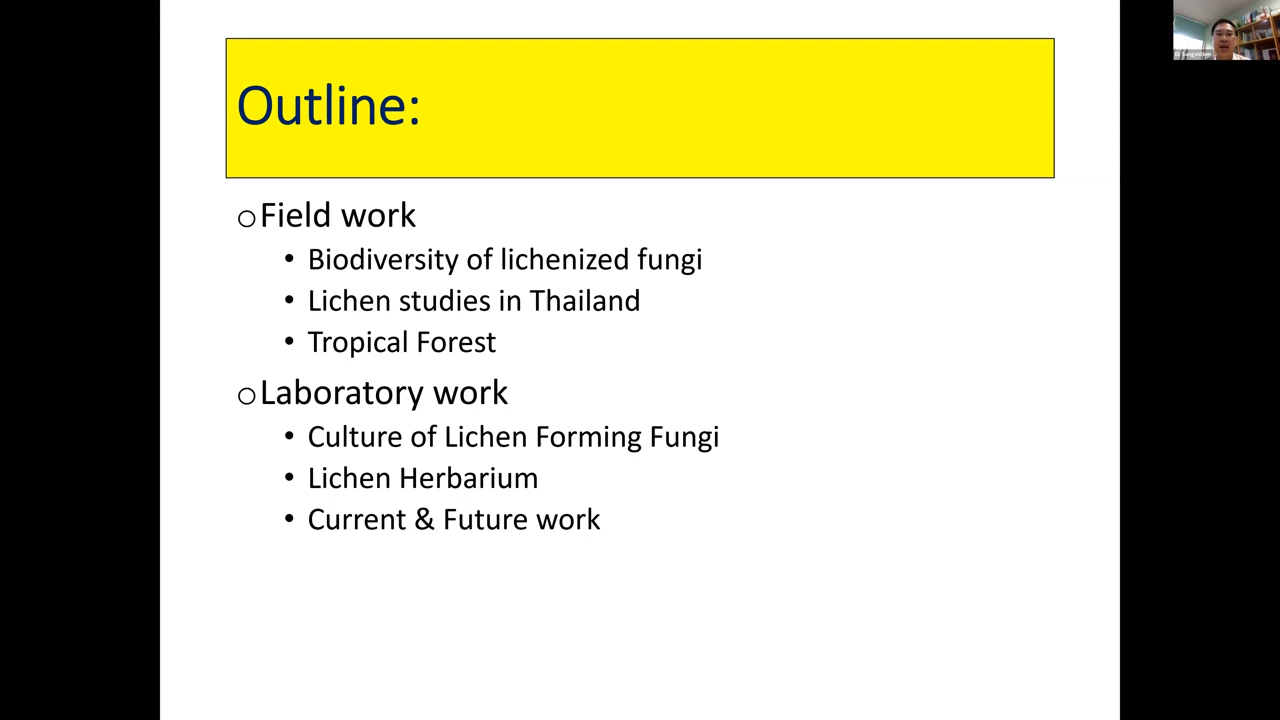 Outline:
Field work
• Biodiversity of lichenized fungi
• Lichen studies in Thailand
• Tropical Forest
Laboratory work
• Culture of Lichen Forming Fungi
• Lichen Herbarium
• Current & Future work